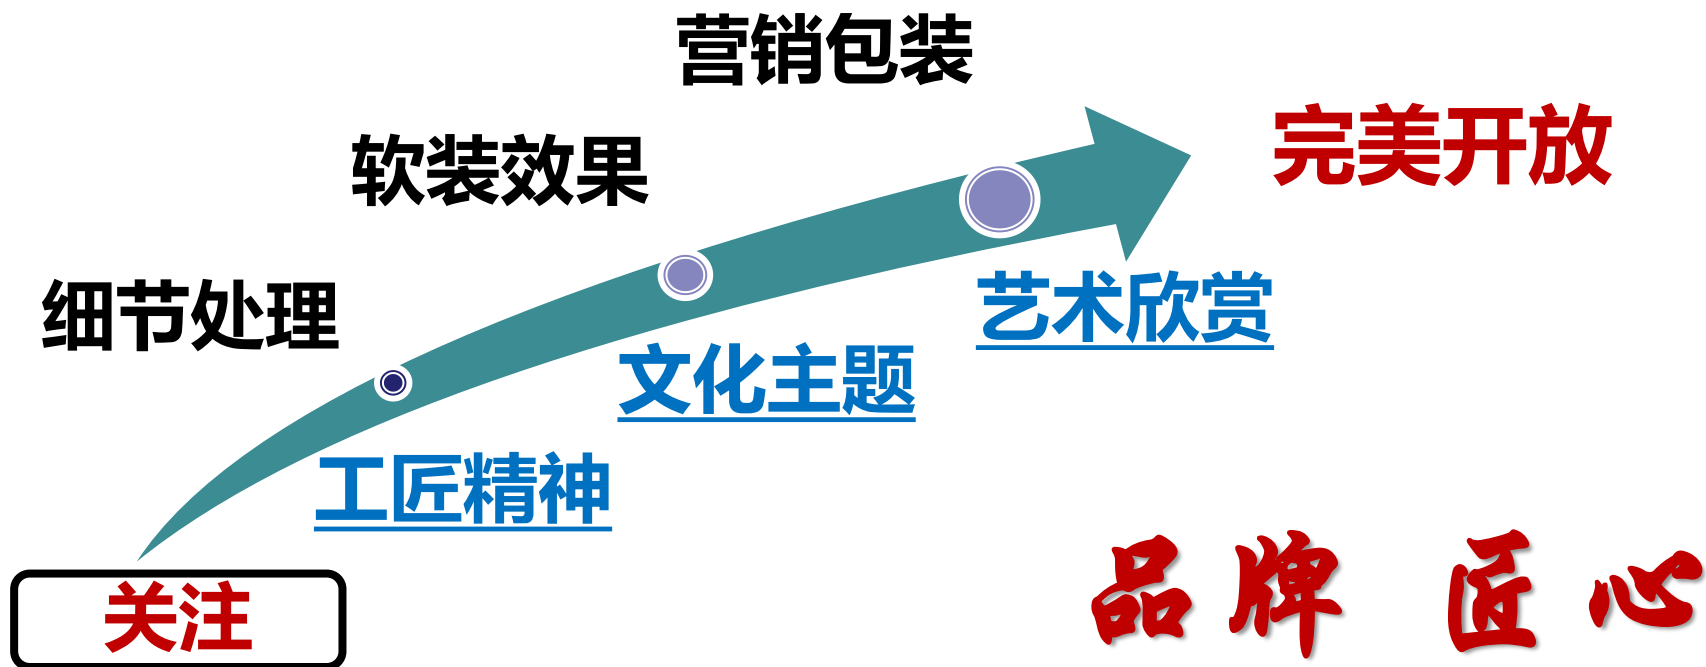 营销包装
软装效果
完美开放
细节处理
艺术欣赏
文化主题
工匠精神
关注
品牌 匠心